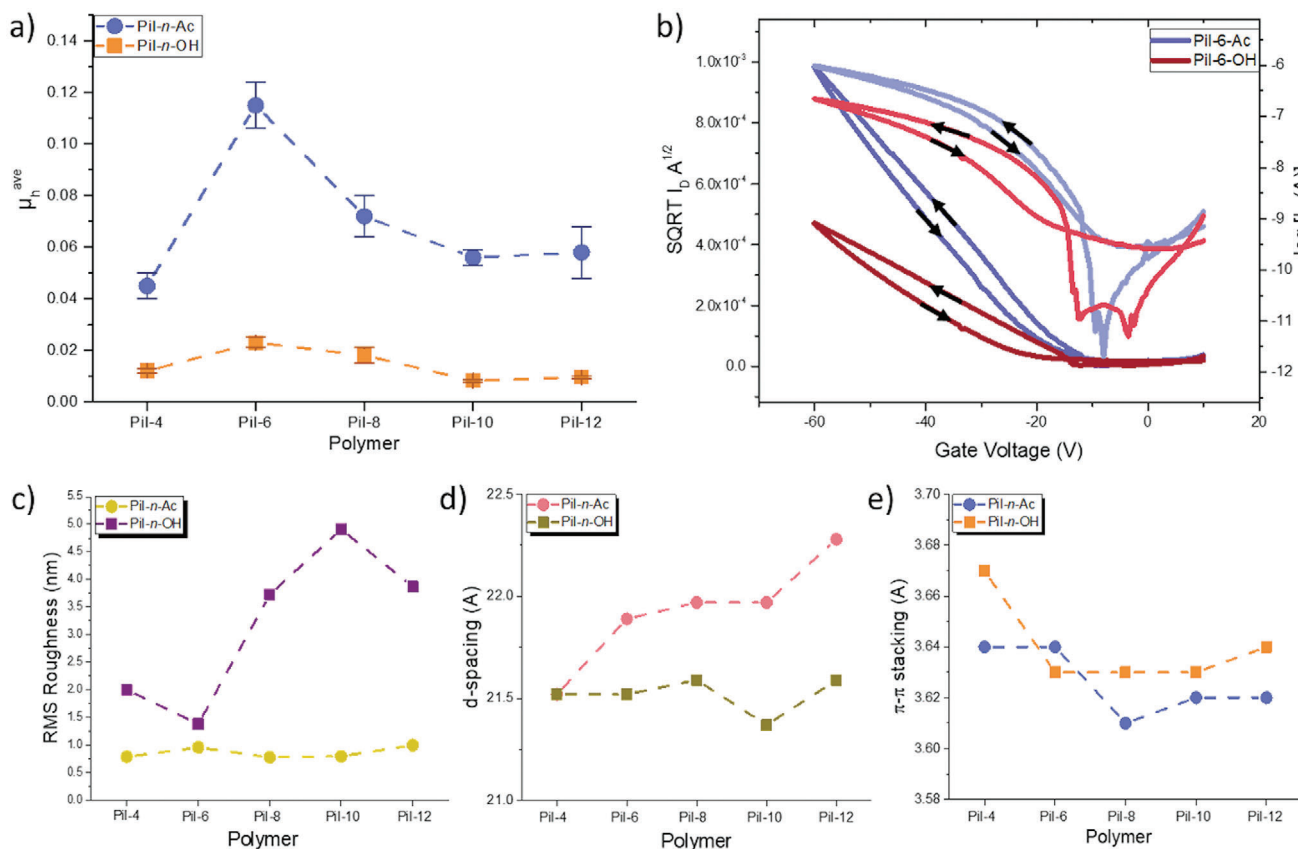 a)
Pil-n-Ac
Pil-n-OH
μh ave
0.14
0.12
0.10
0.08
0.06
0.04
0.02
0.00
Pil-4 Pil-6 Pil-8 Pil-10 Pil-12
Polymer
b)
Pil-6-Ac
Pil-6-OH
SQRT ID A1/2
1.0x10-3
8.0x10-4
6.0x10-4
4.0x10-4
2.0x10-4
0.0
-6
-7
-8
-9
-10
-11
-12
(A)]
-60 -40 -20 0
Gate Voltage (V)
c)
Pil-n-Ac
Pil-n-OH
RMS Roughness (nm)
5.5
5.0
4.5
4.0
3.5
3.0
2.5
2.0
1.5
1.0
0.5
0.0
Pil-4 Pil-6 Pil-8 Pil-10 Pil-12
Polymer
d)
Pil-n-Ac
Pil-n-OH
d-spacing (A)
22.5
22.0
21.5
21.0
Pil-4 Pil-6 Pil-8 Pil-10 Pil-12
Polymer
e)
Pil-n-Ac
Pil-n-OH
π-π stacking (A)
3.70
3.68
3.66
3.64
3.62
3.60
3.58
Pil-4 Pil-6 Pil-8 Pil-10 Pil-12
Polymer